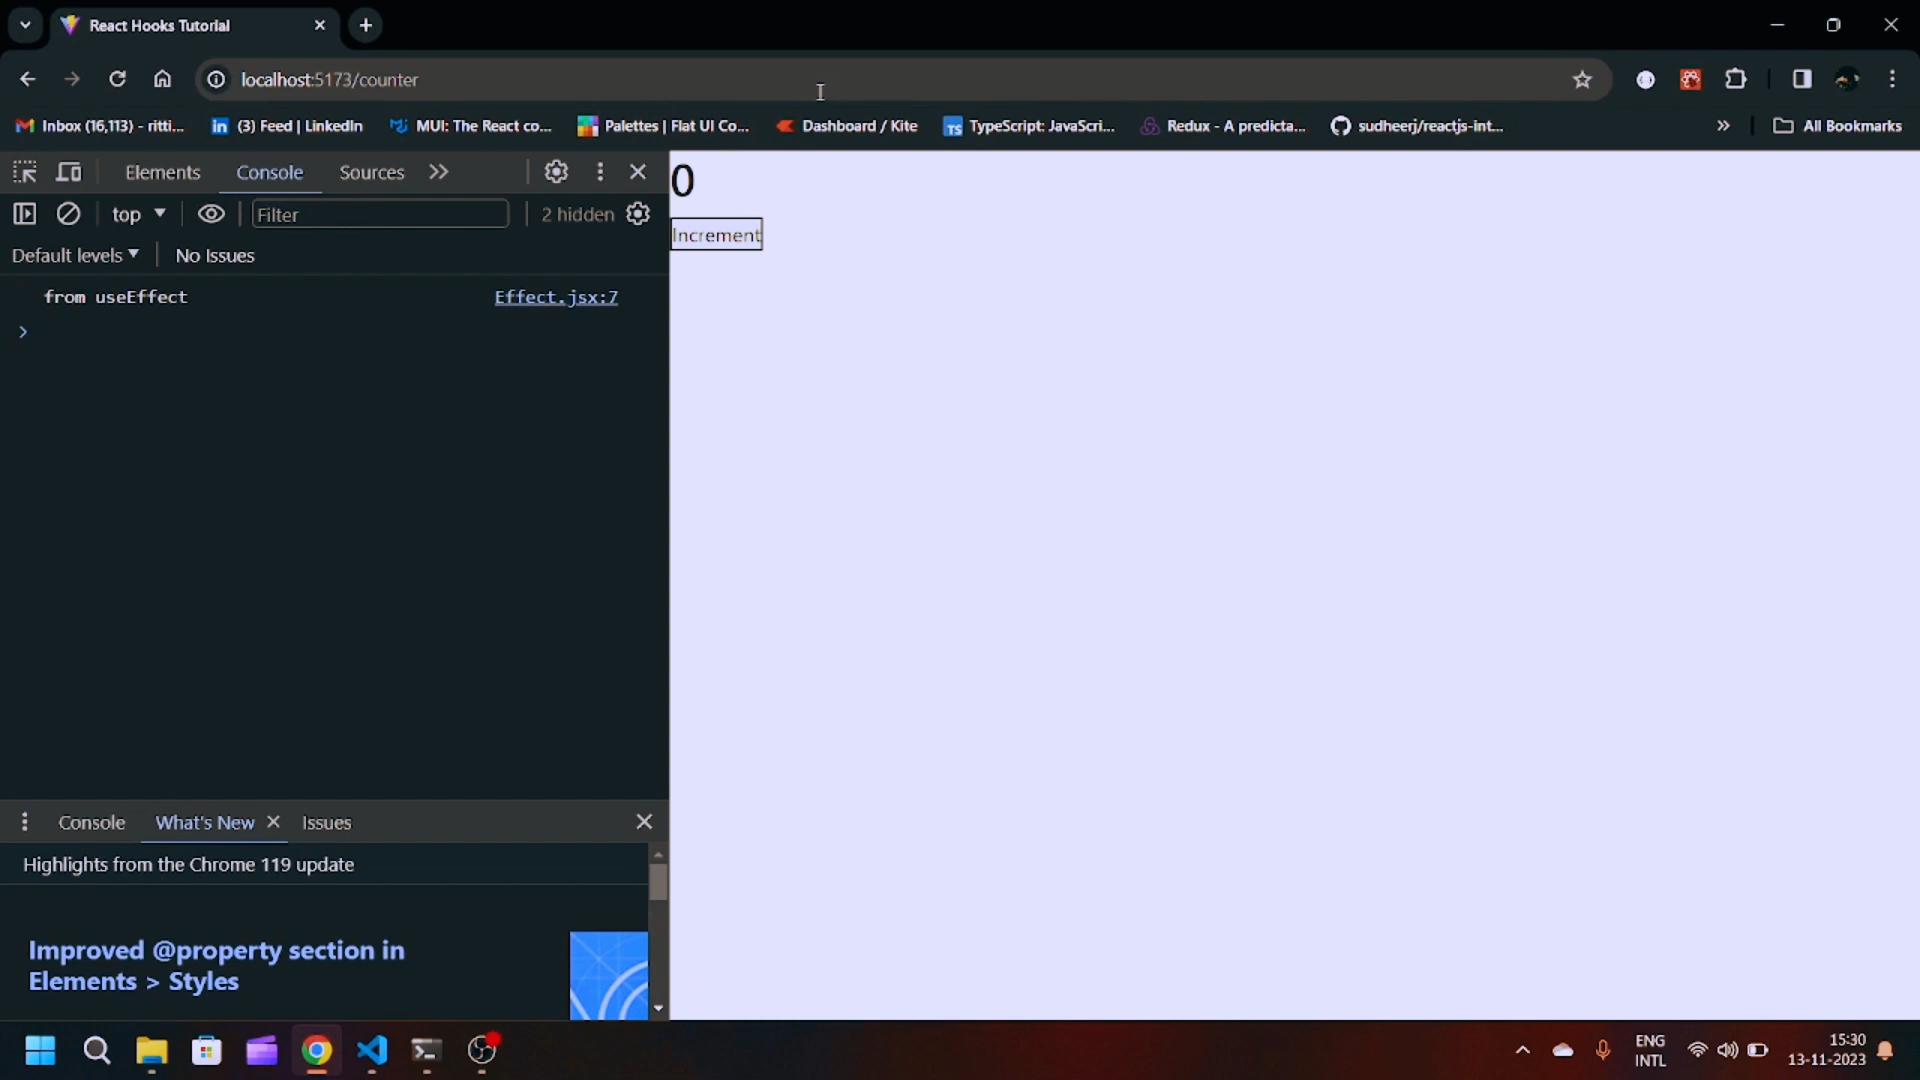 React Hooks Tutorial
localhost:5173/counter
Inbox (16,113) - ritti...
(3) Feed | LinkedIn
MUI: The React co...
Palettes | Flat UI Co...
Dashboard / Kite
TypeScript: JavaScri...
Redux - A predicta...
sudheerj/reactjs-int...
All Bookmarks
Elements Console Sources
top Filter 2 hidden
Default levels No Issues
from useEffect Effect.jsx:7
0
Increment
Console What's New Issues
Highlights from the Chrome 119 update
Improved @property section in
Elements > Styles
ENG
INTL
15:30
13-11-2023